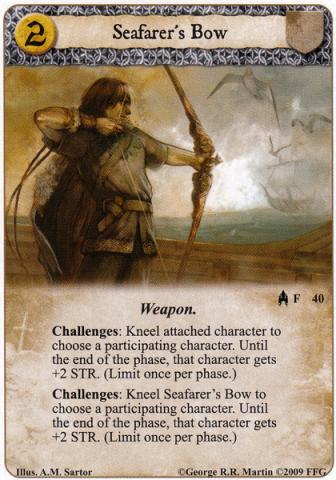 2
Seafarer's Bow
F 40
Weapon.
Challenges: Kneel attached character to
choose a participating character. Until
the end of the phase, that character gets
+2 STR. (Limit once per phase.)
Challenges: Kneel Seafarer's Bow to
choose a participating character. Until
the end of the phase, that character gets
+2 STR. (Limit once per phase.)
Illus. A.M. Sartor ©George R.R. Martin ©2009 FFG